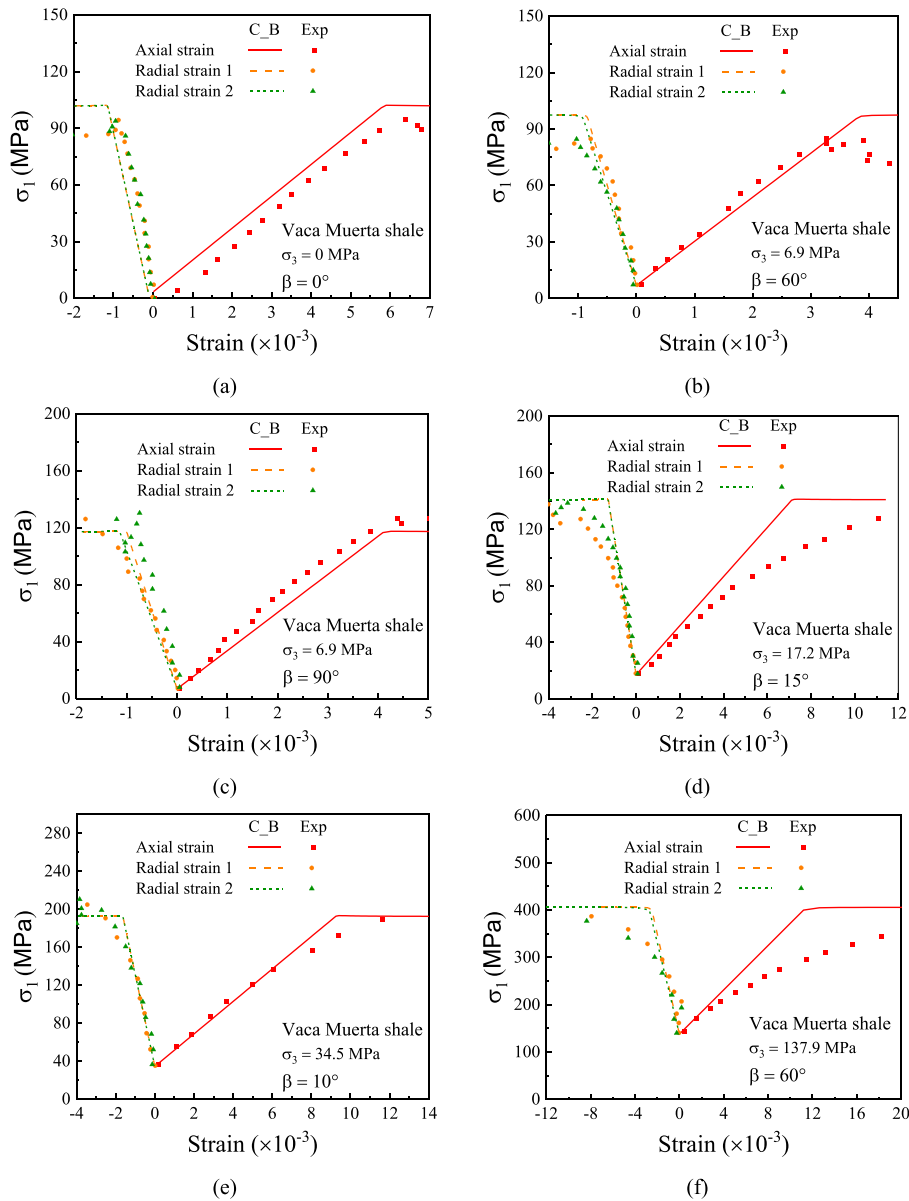 (a)
150
120
90
60
30
0
σ1 (MPa)
C_B Exp
Axial strain
Radial strain 1
Radial strain 2
Vaca Muerta shale
σ3 = 0 MPa
β = 0°
-2 -1 0 1 2 3 4 5 6 7
Strain (×10-3)
(a)
150
120
90
60
30
0
σ1 (MPa)
C_B Exp
Axial strain
Radial strain 1
Radial strain 2
Vaca Muerta shale
σ3 = 6.9 MPa
β = 60°
-2 0 2 4
Strain (×10-3)
(b)
200
160
120
80
40
0
σ1 (MPa)
C_B Exp
Axial strain
Radial strain 1
Radial strain 2
Vaca Muerta shale
σ3 = 6.9 MPa
β = 90°
-2 -1 0 1 2 3 4 5
Strain (×10-3)
(c)
200
160
120
80
40
0
σ1 (MPa)
C_B Exp
Axial strain
Radial strain 1
Radial strain 2
Vaca Muerta shale
σ3 = 17.2 MPa
β = 15°
-4 -2 0 2 4 6 8 10 12
Strain (×10-3)
(d)
280
240
200
160
120
80
40
0
σ1 (MPa)
C_B Exp
Axial strain
Radial strain 1
Radial strain 2
Vaca Muerta shale
σ3 = 34.5 MPa
β = 10°
-4 -2 0 2 4 6 8 10 12 14
Strain (×10-3)
(e)
600
500
400
300
200
100
0
σ1 (MPa)
C_B Exp
Axial strain
Radial strain 1
Radial strain 2
Vaca Muerta shale
σ3 = 137.9 MPa
β = 60°
-12 -8 -4 0 4 8 12 16 20
Strain (×10-3)
(f)